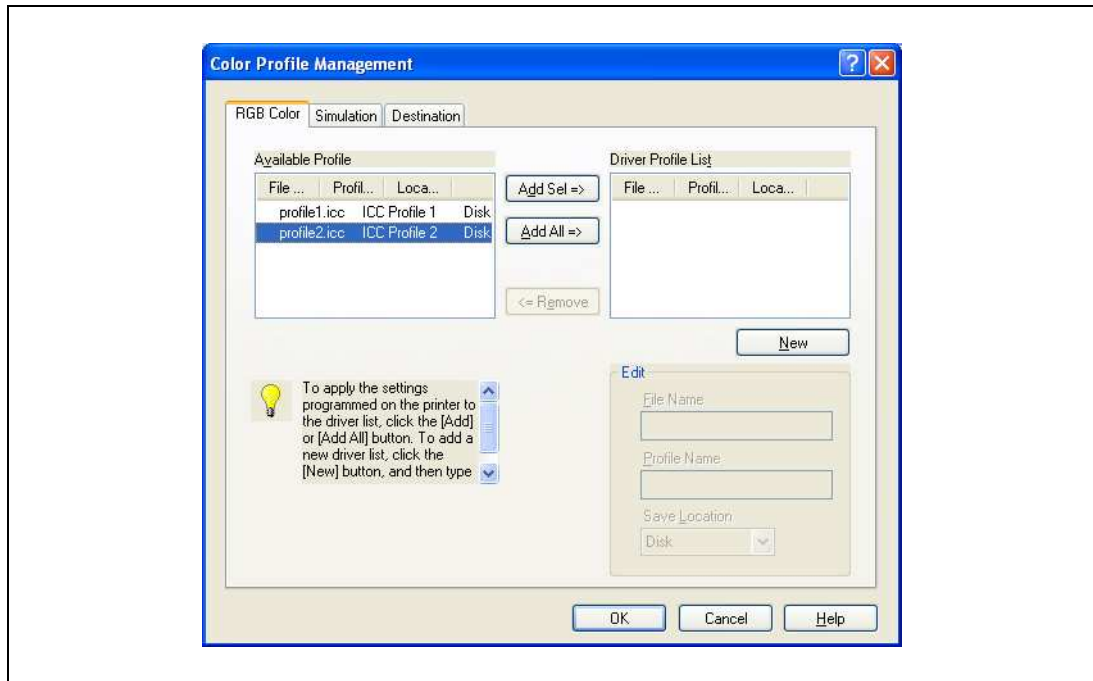 Color Profile Management
RGB Color Simulation Destination
Available Profile
File ... Profil... Loca...
profile1.icc ICC Profile 1 Disk
profile2.icc ICC Profile 2 Disk
Add Sel =>
Add All =>
<= Remove
Driver Profile List
File ... Profil... Loca...
New
To apply the settings
programmed on the printer to
the driver list, click the [Add]
or [Add All] button. To add a
new driver list, click the
[New] button, and then type
Edit
File Name
Profile Name
Save Location
Disk
OK Cancel Help